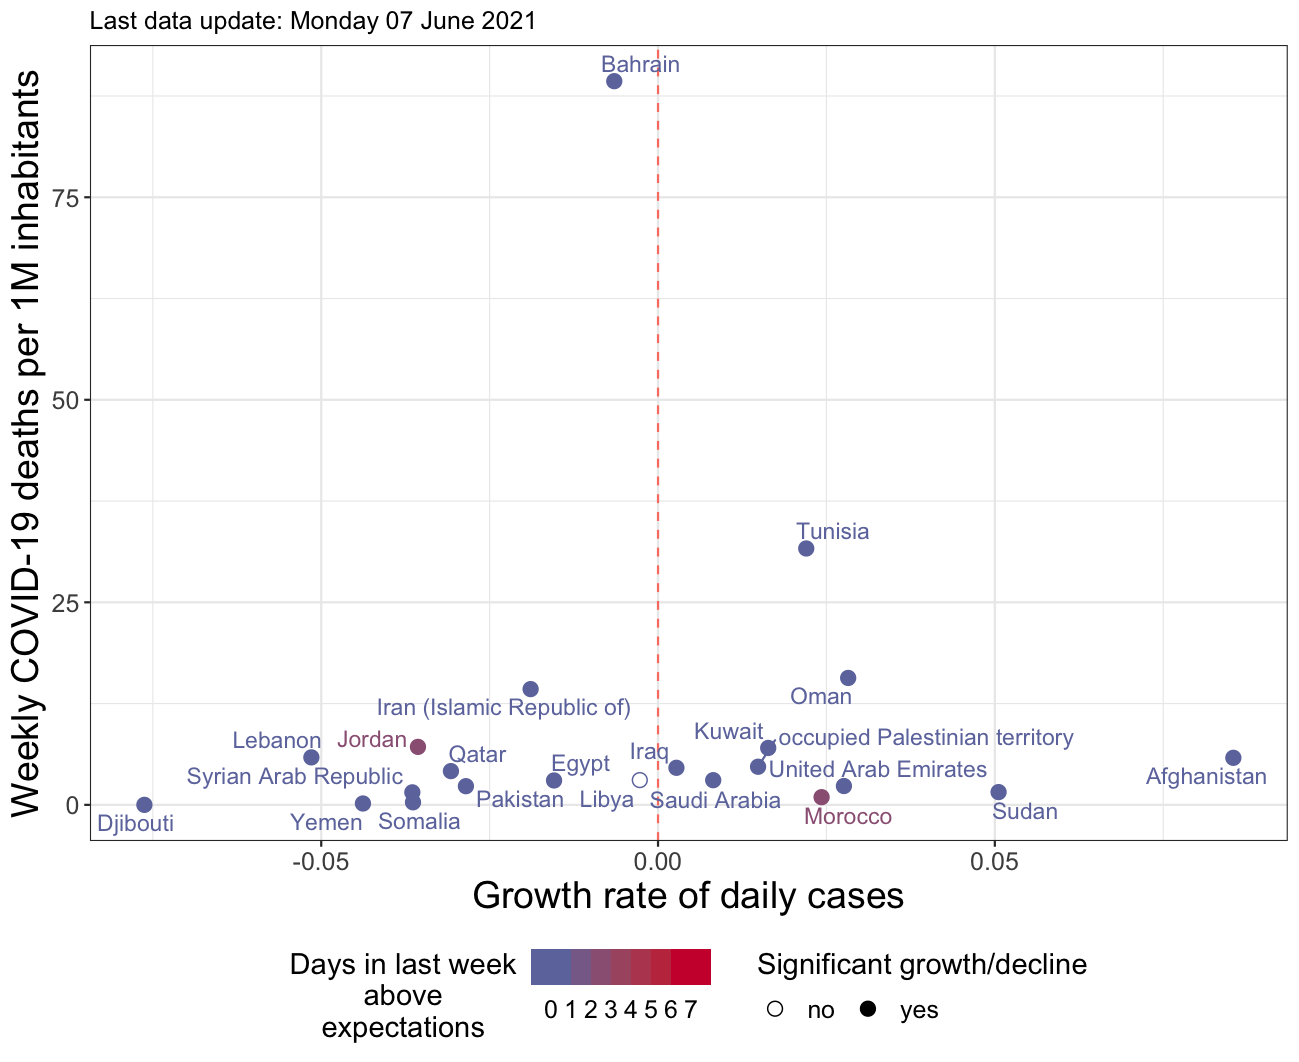 Last data update: Monday 07 June 2021
Weekly COVID-19 deaths per 1M inhabitants
75
50
25
0
Bahrain
Tunisia
Oman
Iran (Islamic Republic of)
Kuwait
occupied Palestinian territory
Lebanon
Jordan
Qatar
Egypt
Iraq
Syrian Arab Republic
United Arab Emirates
Afghanistan
Pakistan
Libya
Saudi Arabia
Djibouti
Yemen
Somalia
Morocco
Sudan
-0.05
0.00
0.05
Growth rate of daily cases
Days in last week
above
expectations
0 1 2 3 4 5 6 7
Significant growth/decline
no
yes